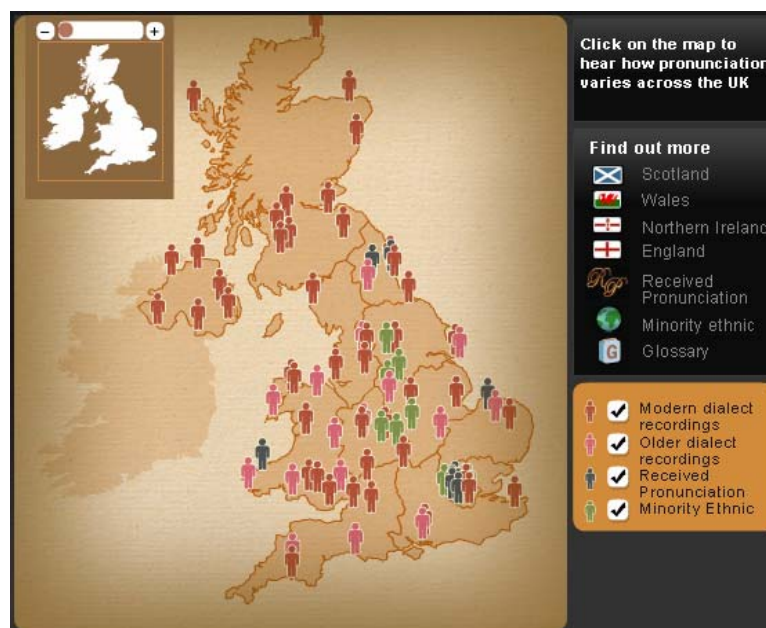 − +
Click on the map to
hear how pronunciation
varies across the UK
Find out more
Scotland
Wales
Northern Ireland
England
RP
Received
Pronunciation
Minority ethnic
G
Glossary
Modern dialect
recordings
Older dialect
recordings
Received
Pronunciation
Minority Ethnic